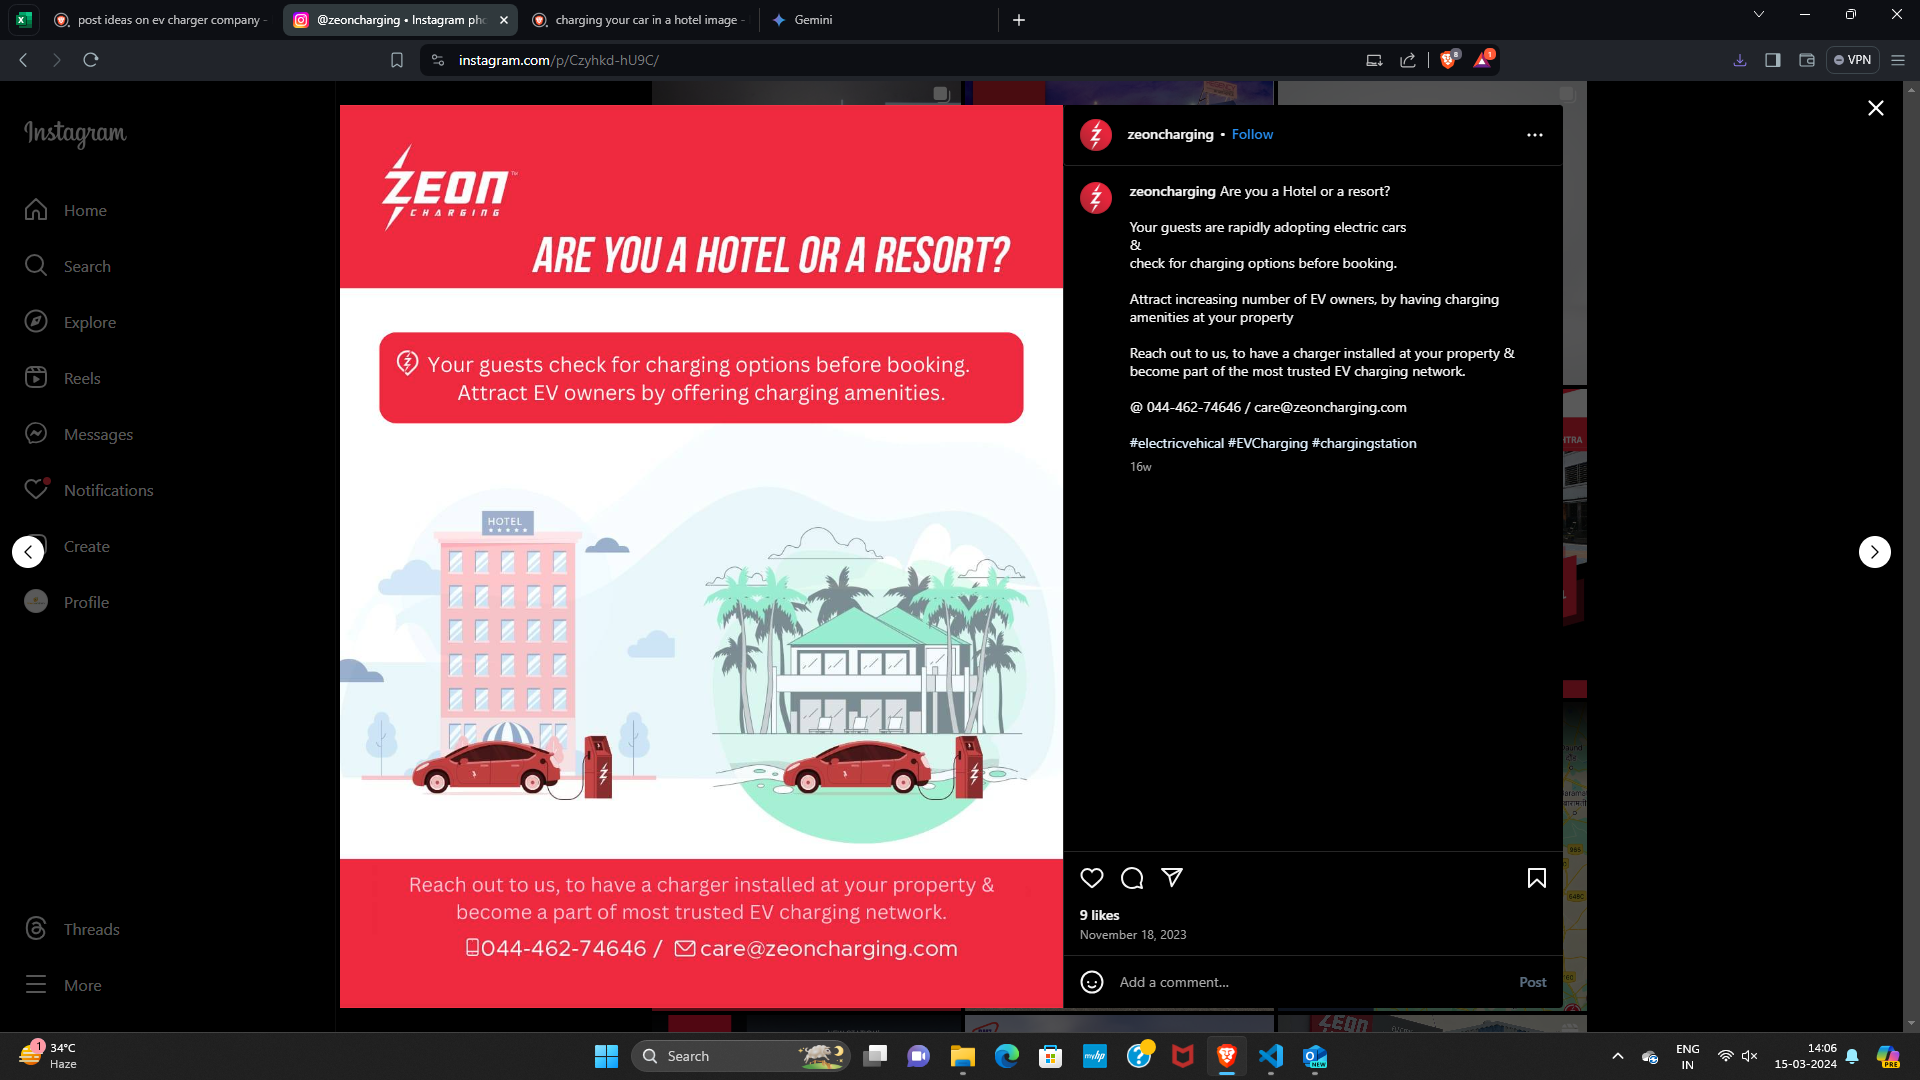 post ideas on ev charger company -
@zeoncharging • Instagram pho
charging your car in a hotel image -
Gemini
instagram.com/p/Czyhkd-hU9C/
8
1
VPN
Instagram
Home
Search
Explore
Reels
Messages
Notifications
Create
Profile
Threads
More
ZEON™
CHARGING
ARE YOU A HOTEL OR A RESORT?
Your guests check for charging options before booking.
Attract EV owners by offering charging amenities.
HOTEL
Reach out to us, to have a charger installed at your property &
become a part of most trusted EV charging network.
044-462-74646 / care@zeoncharging.com
zeoncharging • Follow
zeoncharging Are you a Hotel or a resort?
Your guests are rapidly adopting electric cars
&
check for charging options before booking.
Attract increasing number of EV owners, by having charging
amenities at your property
Reach out to us, to have a charger installed at your property &
become part of the most trusted EV charging network.
@ 044-462-74646 / care@zeoncharging.com
#electricvehical #EVCharging #chargingstation
16w
9 likes
November 18, 2023
Add a comment...
Post
ZEON
1
34°C
Haze
Search
myhp
NEW
ENG
IN
14:06
15-03-2024
PRE